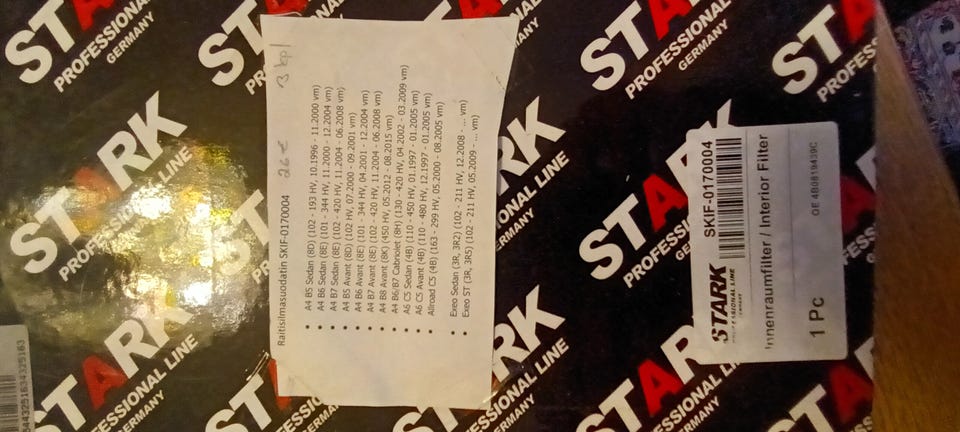 STARK
PROFESSIONAL LINE
GERMANY
Raitisilmasuodatin SKIF-0170004 26€ 3 kpl
• A4 B5 Sedan (8D) (102 - 193 HV, 10.1996 - 11.2000 vm)
• A4 B6 Sedan (8E) (101 - 344 HV, 11.2000 - 12.2004 vm)
• A4 B7 Sedan (8E) (102 - 420 HV, 11.2004 - 06.2008 vm)
• A4 B5 Avant (8D) (102 HV, 07.2000 - 09.2001 vm)
• A4 B6 Avant (8E) (101 - 344 HV, 04.2001 - 12.2004 vm)
• A4 B7 Avant (8E) (102 - 420 HV, 11.2004 - 06.2008 vm)
• A4 B8 Avant (8K) (450 HV, 05.2012 - 08.2015 vm)
• A4 B6/B7 Cabriolet (8H) (130 - 420 HV, 04.2002 - 03.2009 vm)
• A6 C5 Sedan (4B) (110 - 450 HV, 01.1997 - 01.2005 vm)
• A6 C5 Avant (4B) (110 - 480 HV, 12.1997 - 01.2005 vm)
• Allroad C5 (4B) (163 - 299 HV, 05.2000 - 08.2005 vm)
• Exeo Sedan (3R, 3R2) (102 - 211 HV, 12.2008 - ... vm)
• Exeo ST (3R, 3R5) (102 - 211 HV, 05.2009 - ... vm)
STARK
PROFESSIONAL LINE
GERMANY
SKIF-0170004
Innenraumfilter / Interior Filter
1 PC
OE 4B0819439C